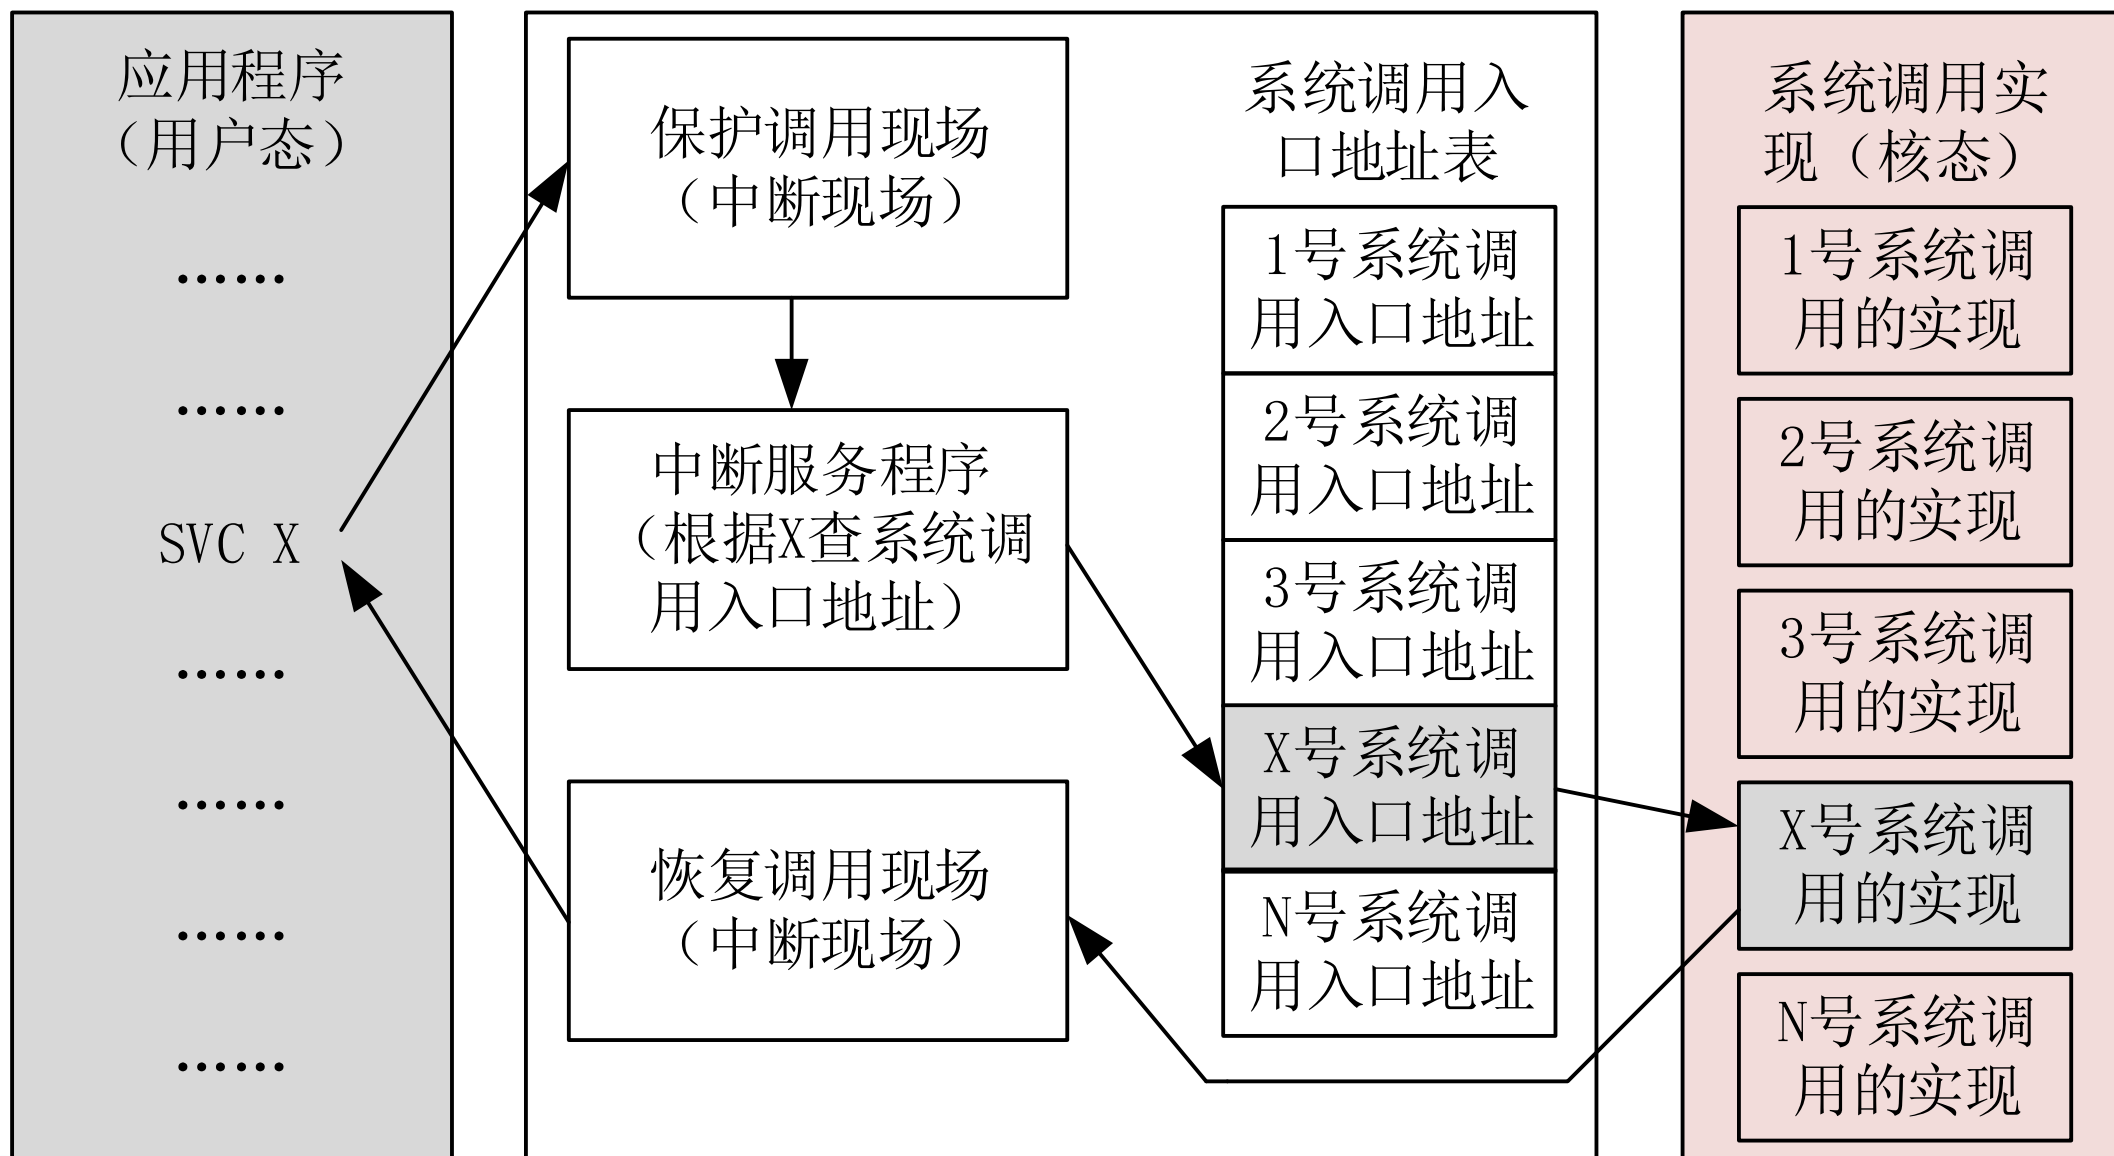 应用程序
（用户态）
......
......
SVC X
......
......
......
......
保护调用现场
（中断现场）
中断服务程序
（根据X查系统调
用入口地址）
恢复调用现场
（中断现场）
系统调用入
口地址表
1号系统调
用入口地址
2号系统调
用入口地址
3号系统调
用入口地址
X号系统调
用入口地址
N号系统调
用入口地址
系统调用实
现（核态）
1号系统调
用的实现
2号系统调
用的实现
3号系统调
用的实现
X号系统调
用的实现
N号系统调
用的实现